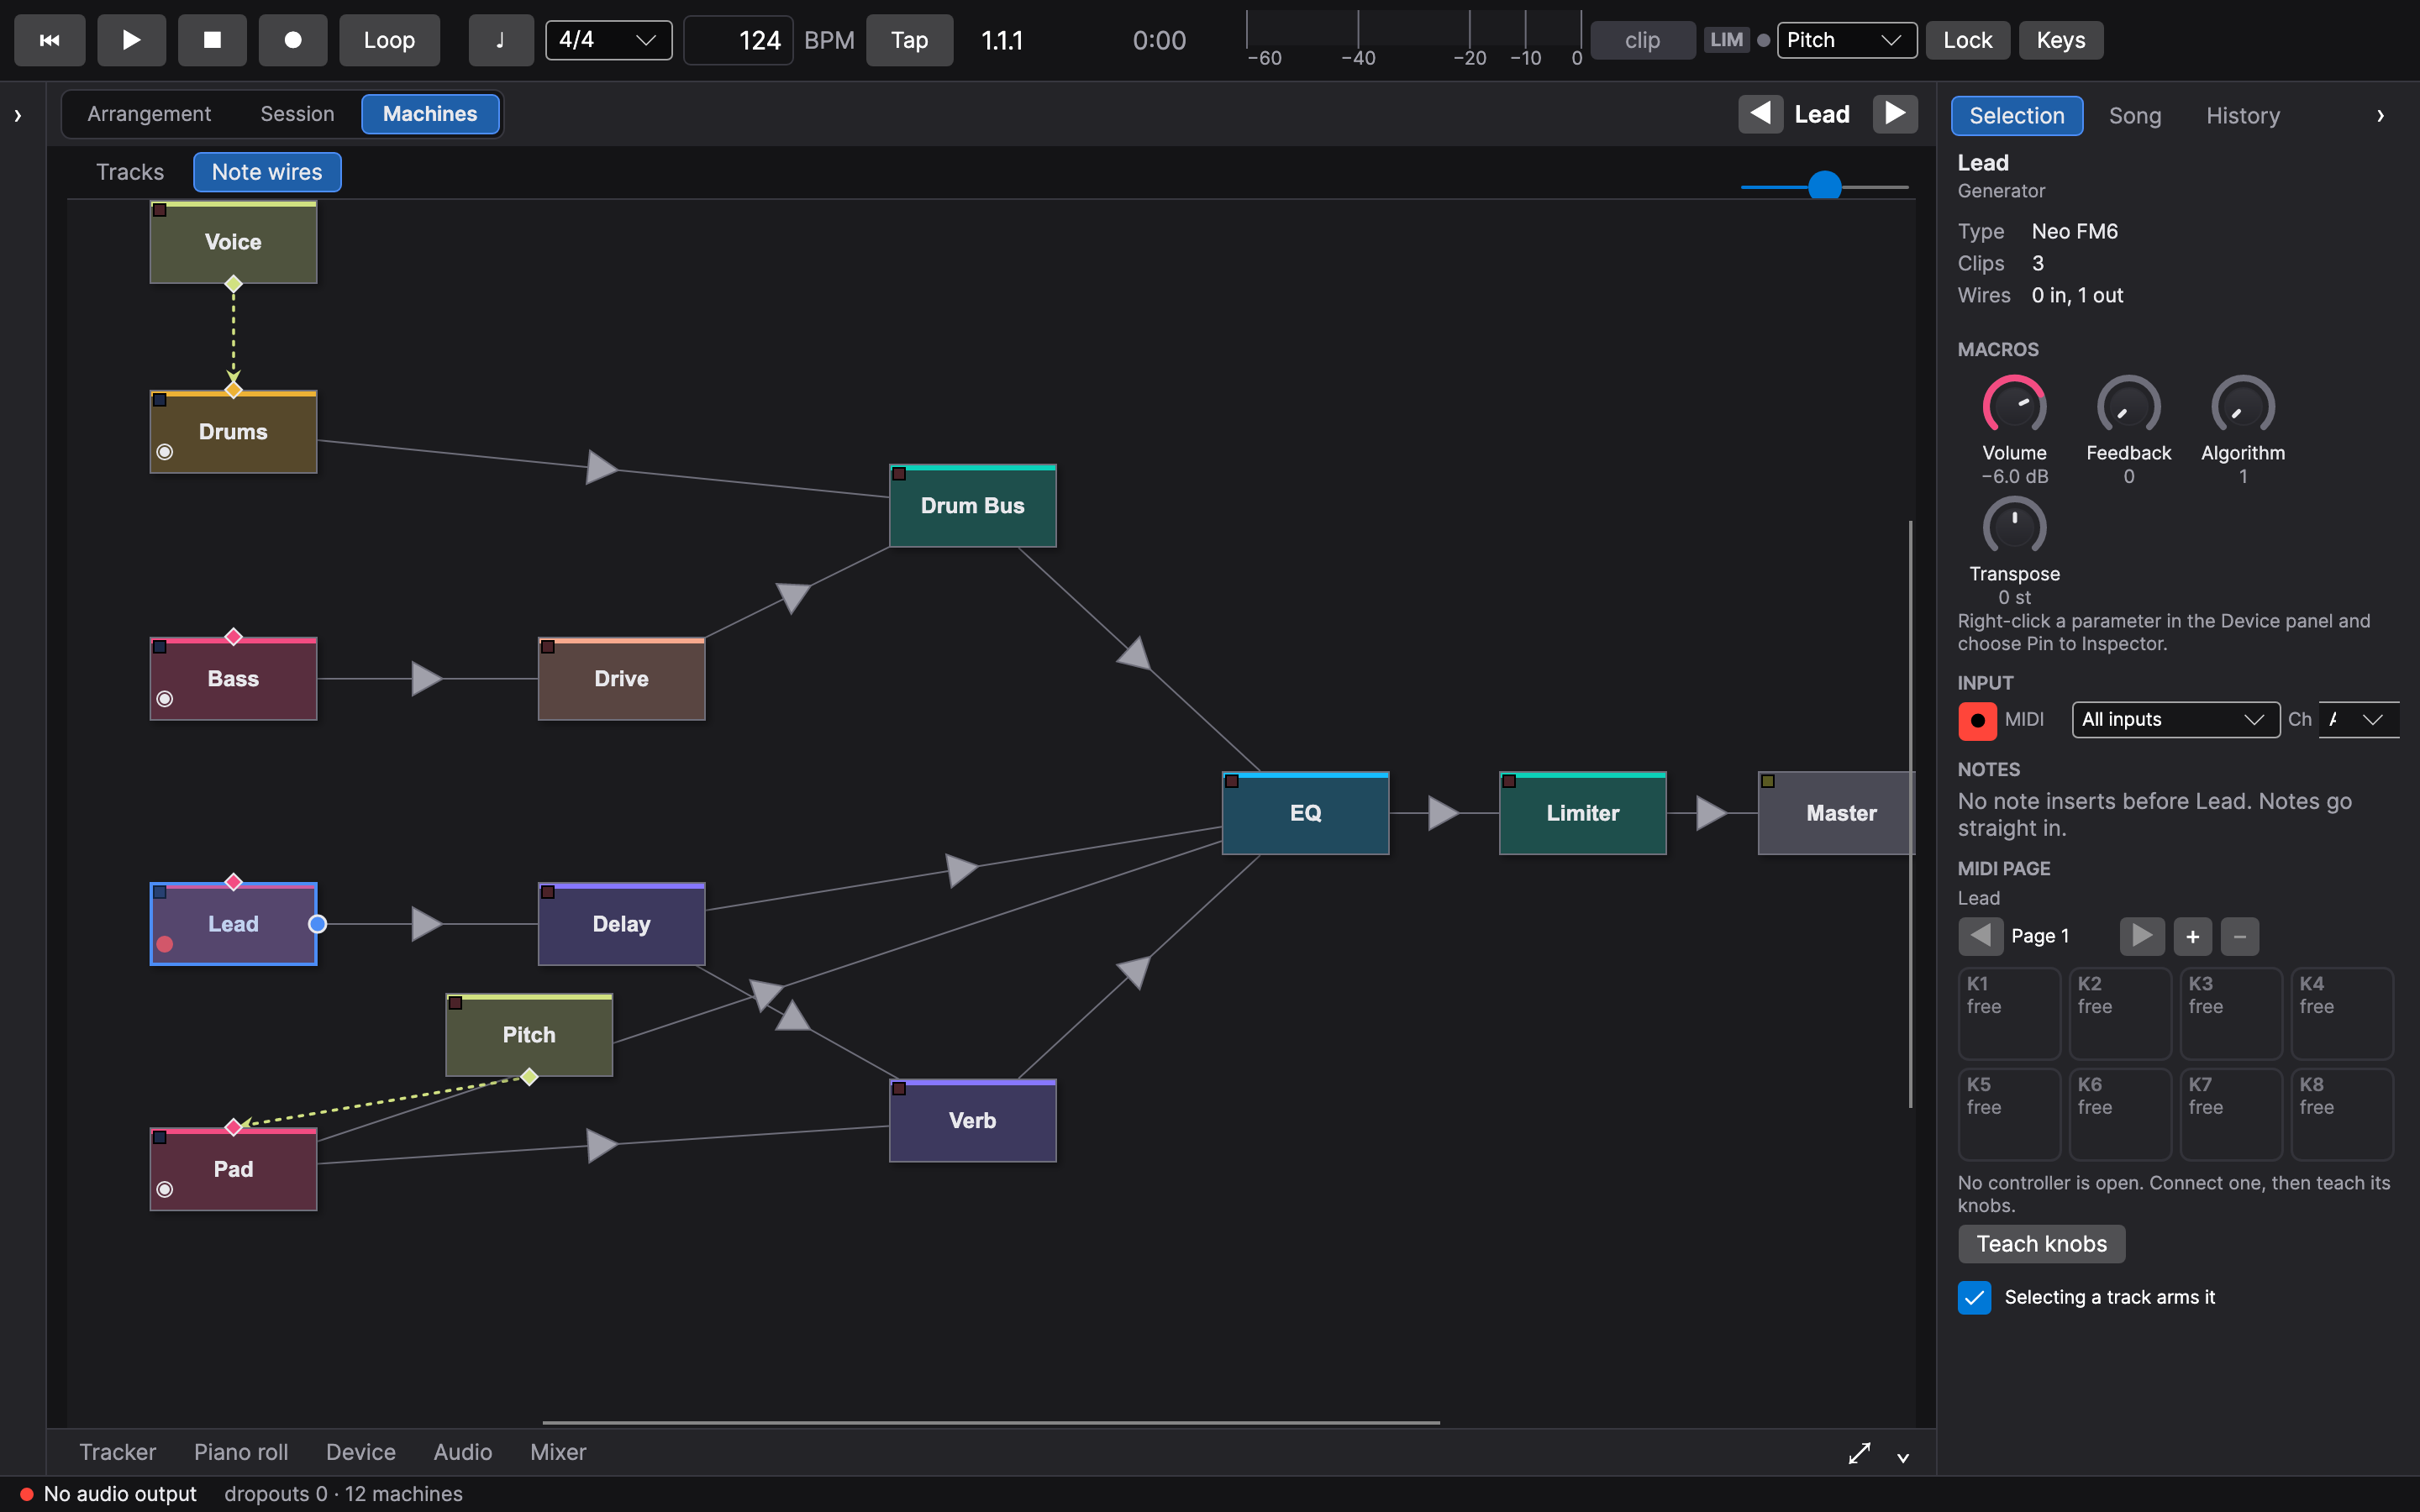 Loop 4/4 124 BPM Tap 1.1.1 0:00 −60 −40 −20 −10 0 clip LIM Pitch Lock Keys
Arrangement Session Machines Lead
Tracks Note wires
Voice
Drums
Drum Bus
Bass
Drive
EQ
Limiter
Master
Lead
Delay
Pitch
Verb
Pad
Selection Song History
Lead
Generator
Type Neo FM6
Clips 3
Wires 0 in, 1 out
MACROS
Volume Feedback Algorithm
−6.0 dB 0 1
Transpose
0 st
Right-click a parameter in the Device panel and
choose Pin to Inspector.
INPUT
MIDI All inputs Ch
NOTES
No note inserts before Lead. Notes go
straight in.
MIDI PAGE
Lead
Page 1 + −
K1 K2 K3 K4
free free free free
K5 K6 K7 K8
free free free free
No controller is open. Connect one, then teach its
knobs.
Teach knobs
Selecting a track arms it
Tracker Piano roll Device Audio Mixer
No audio output dropouts 0 · 12 machines